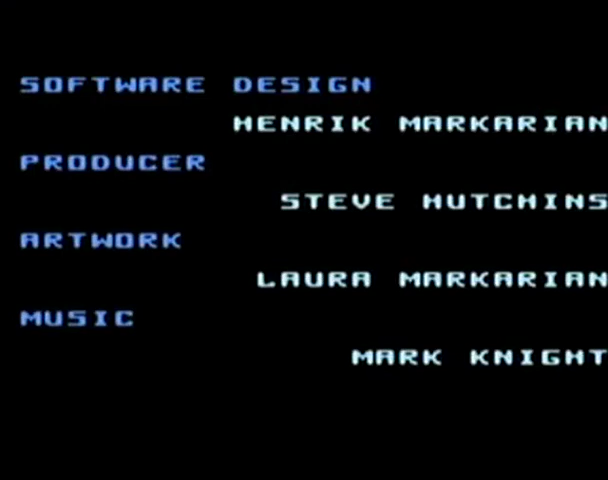 SOFTWARE DESIGN
HENRIK MARKARIAN
PRODUCER
STEVE HUTCHINS
ARTWORK
LAURA MARKARIAN
MUSIC
MARK KNIGHT